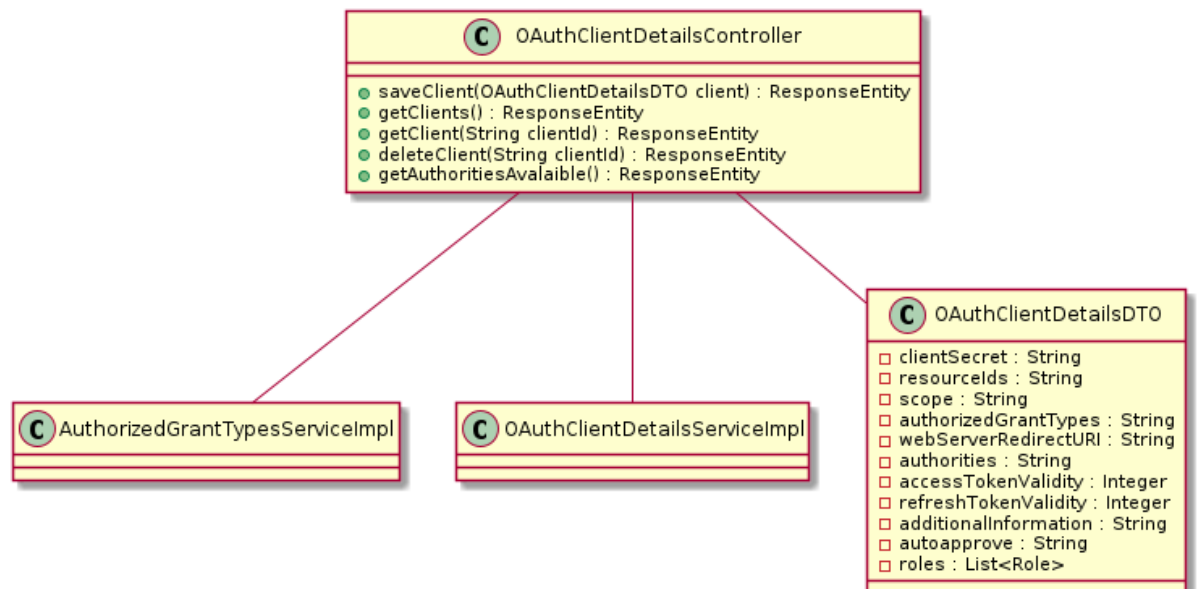 C OAuthClientDetailsController
saveClient(OAuthClientDetailsDTO client) : ResponseEntity
getClients() : ResponseEntity
getClient(String clientId) : ResponseEntity
deleteClient(String clientId) : ResponseEntity
getAuthoritiesAvalaible() : ResponseEntity
C AuthorizedGrantTypesServiceImpl
C OAuthClientDetailsServiceImpl
C OAuthClientDetailsDTO
clientSecret : String
resourceIds : String
scope : String
authorizedGrantTypes : String
webServerRedirectURI : String
authorities : String
accessTokenValidity : Integer
refreshTokenValidity : Integer
additionalInformation : String
autoapprove : String
roles : List<Role>